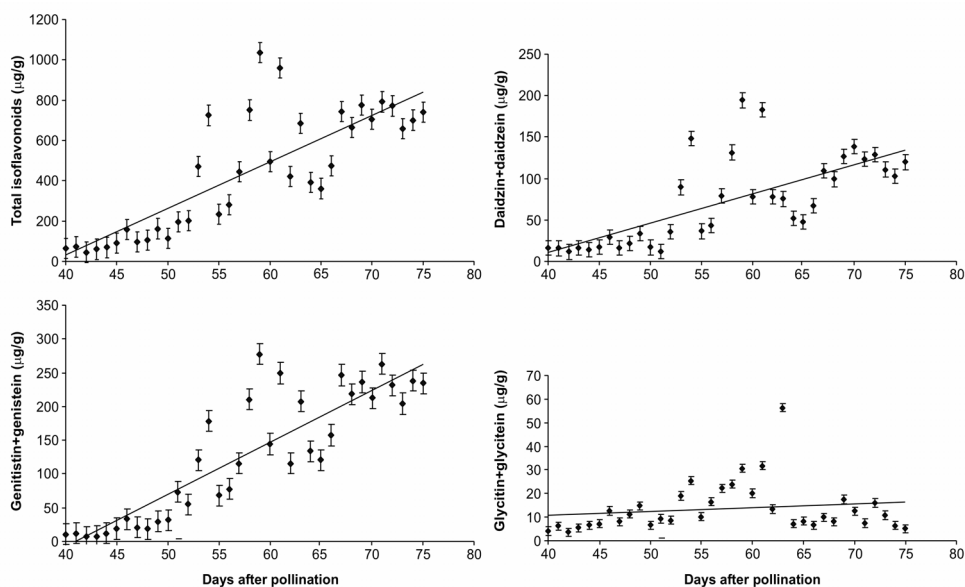 Total isoflavonoids (µg/g)
1200
1000
800
600
400
200
0
40 45 50 55 60 65 70 75 80
Daidzin+daidzein (µg/g)
250
200
150
100
50
0
40 45 50 55 60 65 70 75 80
Genitistin+genistein (µg/g)
350
300
250
200
150
100
50
0
40 45 50 55 60 65 70 75 80
Days after pollination
Glycitin+glycitein (µg/g)
70
60
50
40
30
20
10
0
40 45 50 55 60 65 70 75 80
Days after pollination